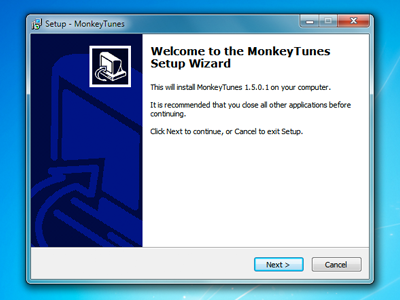 Setup - MonkeyTunes
Welcome to the MonkeyTunes
Setup Wizard
This will install MonkeyTunes 1.5.0.1 on your computer.
It is recommended that you close all other applications before
continuing.
Click Next to continue, or Cancel to exit Setup.
Next >
Cancel